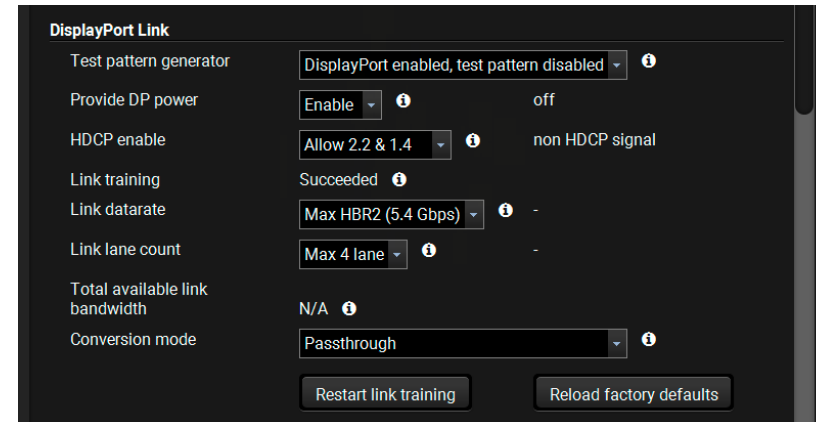 DisplayPort Link
Test pattern generator DisplayPort enabled, test pattern disabled
Provide DP power Enable off
HDCP enable Allow 2.2 & 1.4 non HDCP signal
Link training Succeeded
Link datarate Max HBR2 (5.4 Gbps) -
Link lane count Max 4 lane -
Total available link
bandwidth N/A
Conversion mode Passthrough
Restart link training Reload factory defaults